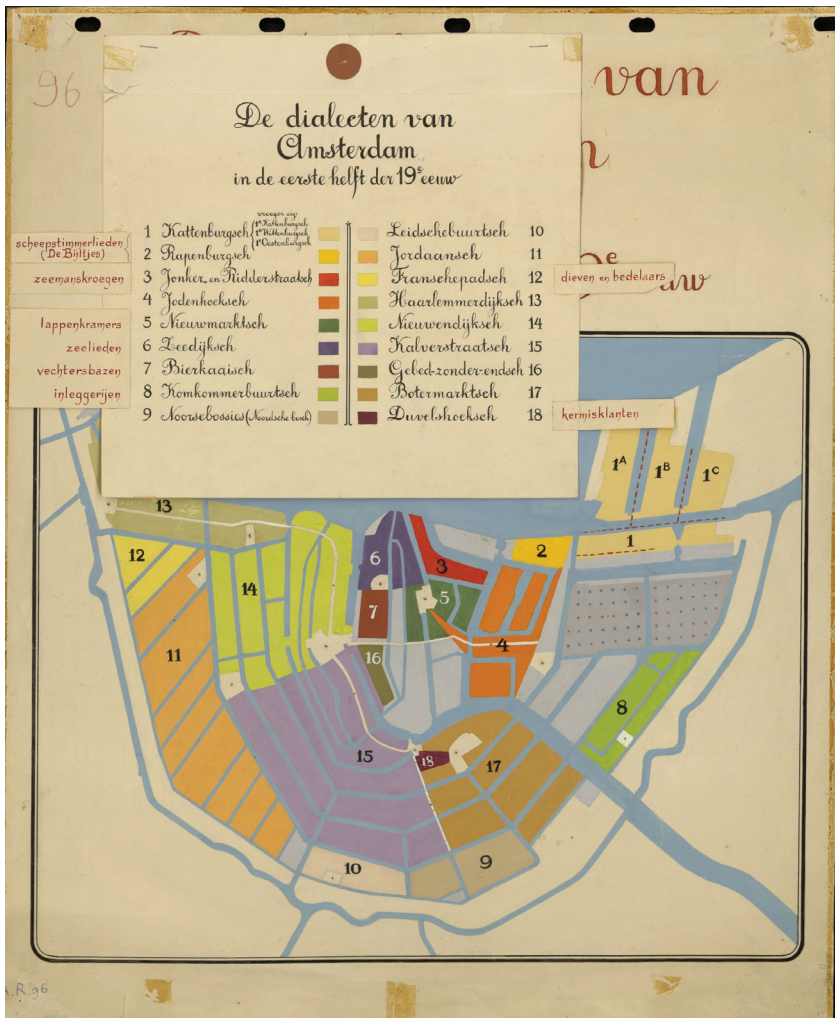 96
van
De dialecten van
Amsterdam
in de eerste helft der 19e eeuw
vroeger eig.
1A Kattenburgsch
1B Wittenburgsch
1C Oostenburgsch
1 Kattenburgsch
2 Rapenburgsch
3 Jonker- en Ridderstraatsch
4 Jodenhoeksch
5 Nieuwmarktsch
6 Zeedijksch
7 Bierkaaisch
8 Komkommerbuurtsch
9 Noorsebossies (Noordsche bosch)
Leidschebuurtsch 10
Jordaansch 11
Franschepadsch 12
Haarlemmerdijksch 13
Nieuwendijksch 14
Kalverstraatsch 15
Gebed-zonder-endsch 16
Botermarktsch 17
Duvelshoeksch 18
scheepstimmerlieden
(De Bijltjes)
zeemanskroegen
lappenkramers
zeelieden
vechtersbazen
inleggerijen
dieven en bedelaars
kermisklanten
1A
1B
1C
1
13
12
14
6
3
2
5
7
4
16
11
8
15
18
17
10
9
A.R.96